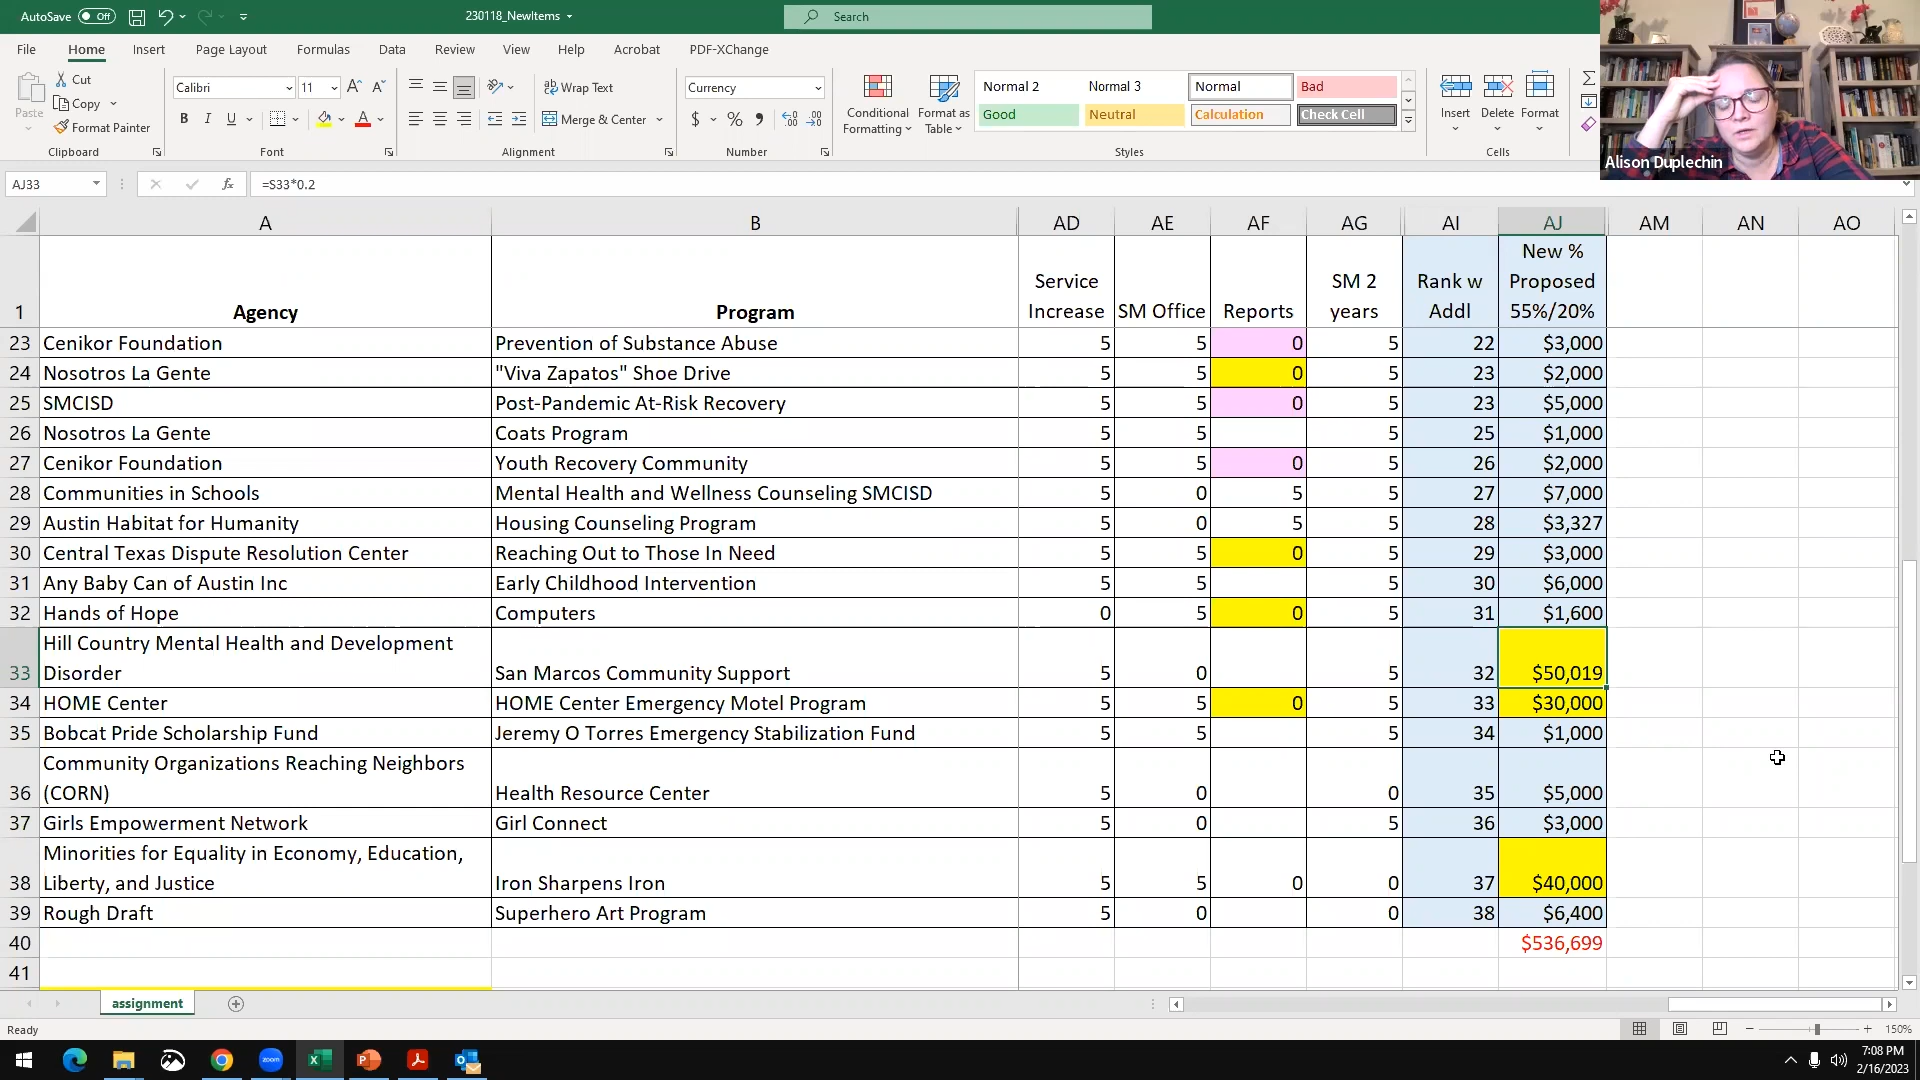 AutoSave Off 230118_NewItems Search
File Home Insert Page Layout Formulas Data Review View Help Acrobat PDF-XChange
Paste Cut Copy Format Painter Clipboard
Calibri 11 B I U A Font
Wrap Text Merge & Center Alignment
Currency $ % Number
Conditional Formatting Format as Table
Normal 2 Normal 3 Normal Bad
Good Neutral Calculation Check Cell
Styles
Insert Delete Format Cells
Alison Duplechin
AJ33 fx =S33*0.2
A B AD AE AF AG AI AJ AM AN AO
1 Agency Program Service Increase SM Office Reports SM 2 years Rank w Addl New % Proposed 55%/20%
23 Cenikor Foundation Prevention of Substance Abuse 5 5 0 5 22 $3,000
24 Nosotros La Gente "Viva Zapatos" Shoe Drive 5 5 0 5 23 $2,000
25 SMCISD Post-Pandemic At-Risk Recovery 5 5 0 5 23 $5,000
26 Nosotros La Gente Coats Program 5 5 5 25 $1,000
27 Cenikor Foundation Youth Recovery Community 5 5 0 5 26 $2,000
28 Communities in Schools Mental Health and Wellness Counseling SMCISD 5 0 5 5 27 $7,000
29 Austin Habitat for Humanity Housing Counseling Program 5 0 5 5 28 $3,327
30 Central Texas Dispute Resolution Center Reaching Out to Those In Need 5 5 0 5 29 $3,000
31 Any Baby Can of Austin Inc Early Childhood Intervention 5 5 5 30 $6,000
32 Hands of Hope Computers 0 5 0 5 31 $1,600
Hill Country Mental Health and Development
33 Disorder San Marcos Community Support 5 0 5 32 $50,019
34 HOME Center HOME Center Emergency Motel Program 5 5 0 5 33 $30,000
35 Bobcat Pride Scholarship Fund Jeremy O Torres Emergency Stabilization Fund 5 5 5 34 $1,000
Community Organizations Reaching Neighbors
36 (CORN) Health Resource Center 5 0 0 35 $5,000
37 Girls Empowerment Network Girl Connect 5 0 5 36 $3,000
Minorities for Equality in Economy, Education,
38 Liberty, and Justice Iron Sharpens Iron 5 5 0 0 37 $40,000
39 Rough Draft Superhero Art Program 5 0 0 38 $6,400
40 $536,699
41
assignment
Ready 150%
zoom 7:08 PM
2/16/2023